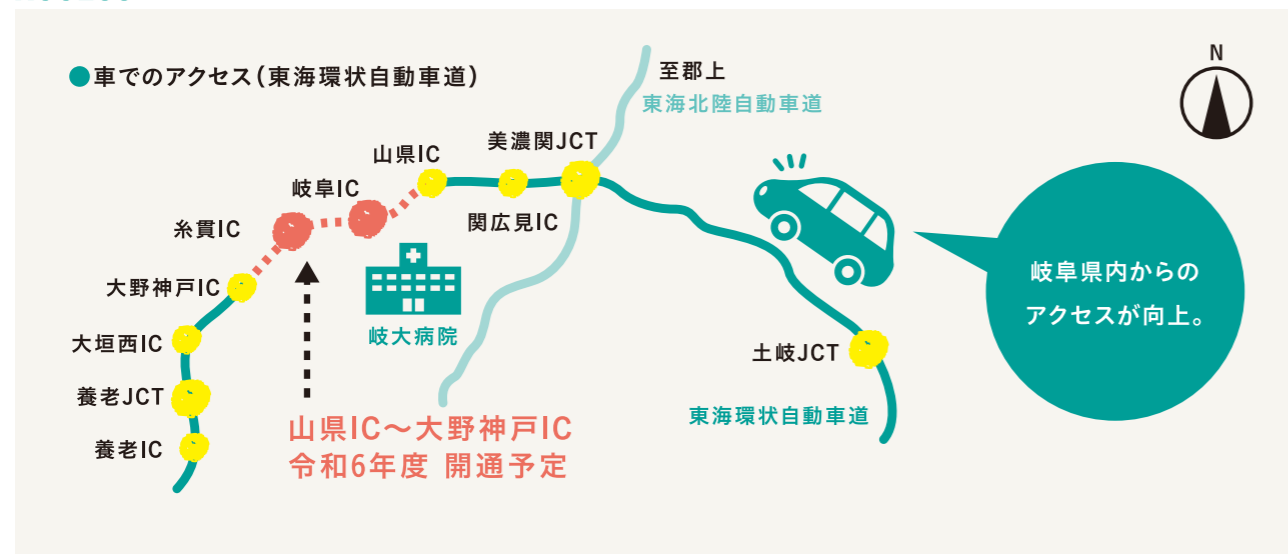 ●車でのアクセス(東海環状自動車道)
至郡上
東海北陸自動車道
N
美濃関JCT
山県IC
岐阜IC
関広見IC
糸貫IC
大野神戸IC
岐大病院
大垣西IC
養老JCT
養老IC
土岐JCT
東海環状自動車道
岐阜県内からの
アクセスが向上。
山県IC〜大野神戸IC
令和6年度 開通予定